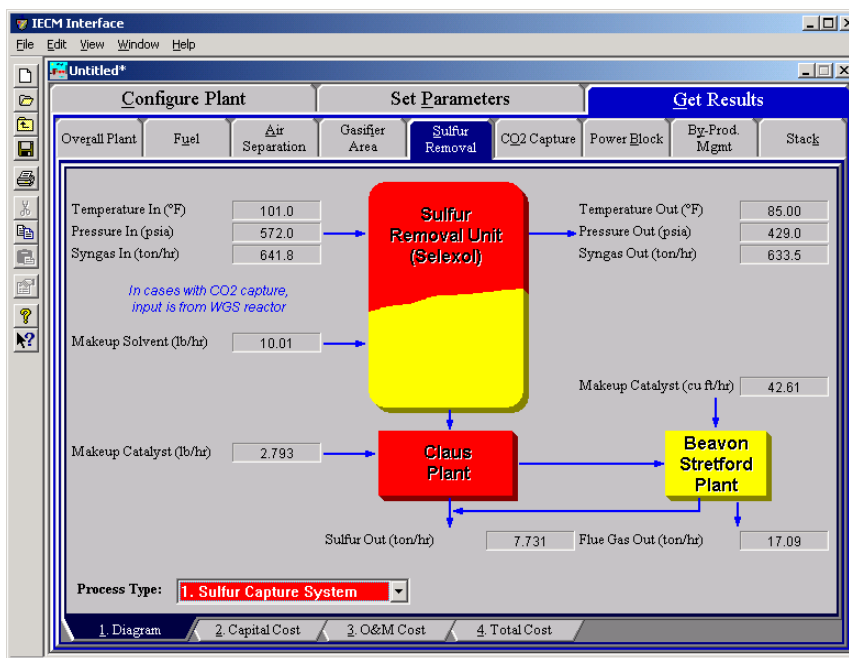 IECM Interface
File Edit View Window Help
Untitled*
Configure Plant Set Parameters Get Results
Overall Plant Fuel Air Separation Gasifier Area Sulfur Removal CO2 Capture Power Block By-Prod. Mgmt Stack
Temperature In (°F) 101.0
Pressure In (psia) 572.0
Syngas In (ton/hr) 641.8
In cases with CO2 capture,
input is from WGS reactor
Makeup Solvent (lb/hr) 10.01
Makeup Catalyst (lb/hr) 2.793
Sulfur
Removal Unit
(Selexol)
Temperature Out (°F) 85.00
Pressure Out (psia) 429.0
Syngas Out (ton/hr) 633.5
Makeup Catalyst (cu ft/hr) 42.61
Claus
Plant
Beavon
Stretford
Plant
Sulfur Out (ton/hr) 7.731
Flue Gas Out (ton/hr) 17.09
Process Type: 1. Sulfur Capture System
1. Diagram 2. Capital Cost 3. O&M Cost 4. Total Cost